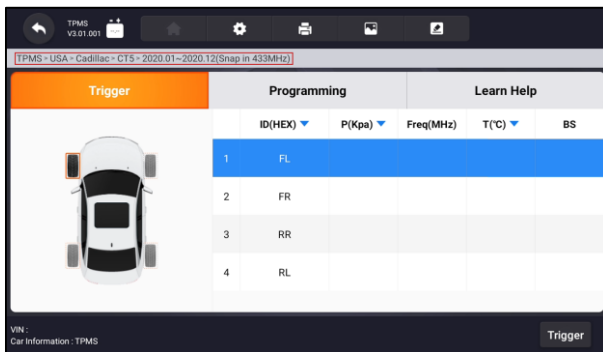 TPMS
V3.01.001
TPMS > USA > Cadillac > CT5 > 2020.01~2020.12(Snap in 433MHz)
Trigger Programming Learn Help
ID(HEX) P(Kpa) Freq(MHz) T(℃) BS
1 FL
2 FR
3 RR
4 RL
VIN :
Car Information : TPMS
Trigger